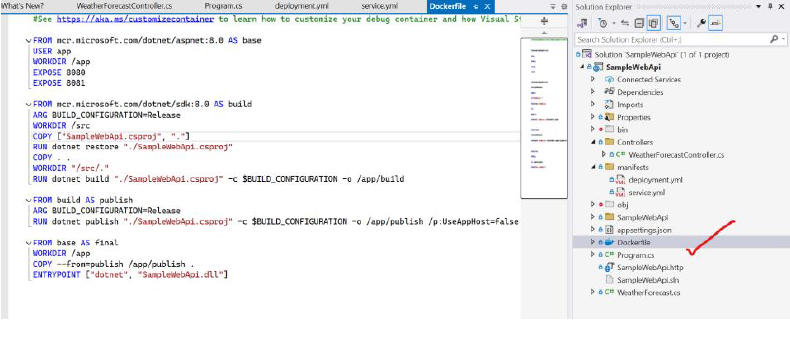 What's New?
WeatherForecastController.cs
Program.cs
deployment.yml
service.yml
Dockerfile
#See https://aka.ms/customizecontainer to learn how to customize your debug container and how Visual St
FROM mcr.microsoft.com/dotnet/aspnet:8.0 AS base
USER app
WORKDIR /app
EXPOSE 8080
EXPOSE 8081
FROM mcr.microsoft.com/dotnet/sdk:8.0 AS build
ARG BUILD_CONFIGURATION=Release
WORKDIR /src
COPY ["SampleWebApi.csproj", "."]
RUN dotnet restore "./SampleWebApi.csproj"
COPY . .
WORKDIR "/src/."
RUN dotnet build "./SampleWebApi.csproj" -c $BUILD_CONFIGURATION -o /app/build
FROM build AS publish
ARG BUILD_CONFIGURATION=Release
RUN dotnet publish "./SampleWebApi.csproj" -c $BUILD_CONFIGURATION -o /app/publish /p:UseAppHost=false
FROM base AS final
WORKDIR /app
COPY --from=publish /app/publish .
ENTRYPOINT ["dotnet", "SampleWebApi.dll"]
Solution Explorer
Search Solution Explorer (Ctrl+;)
Solution 'SampleWebApi' (1 of 1 project)
SampleWebApi
Connected Services
Dependencies
Imports
Properties
bin
Controllers
C# WeatherForecastController.cs
manifests
YML deployment.yml
YML service.yml
obj
SampleWebApi
appsettings.json
Dockerfile
C# Program.cs
SampleWebApi.http
SampleWebApi.sln
C# WeatherForecast.cs